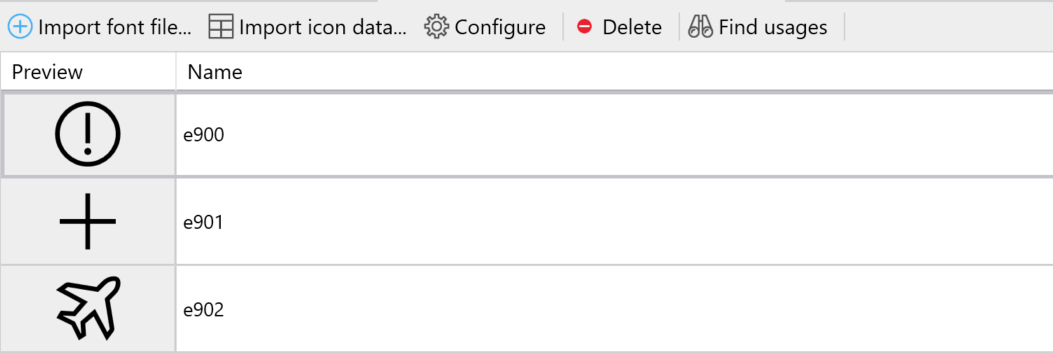 Import font file... Import icon data... Configure Delete Find usages
Preview Name
e900
e901
e902